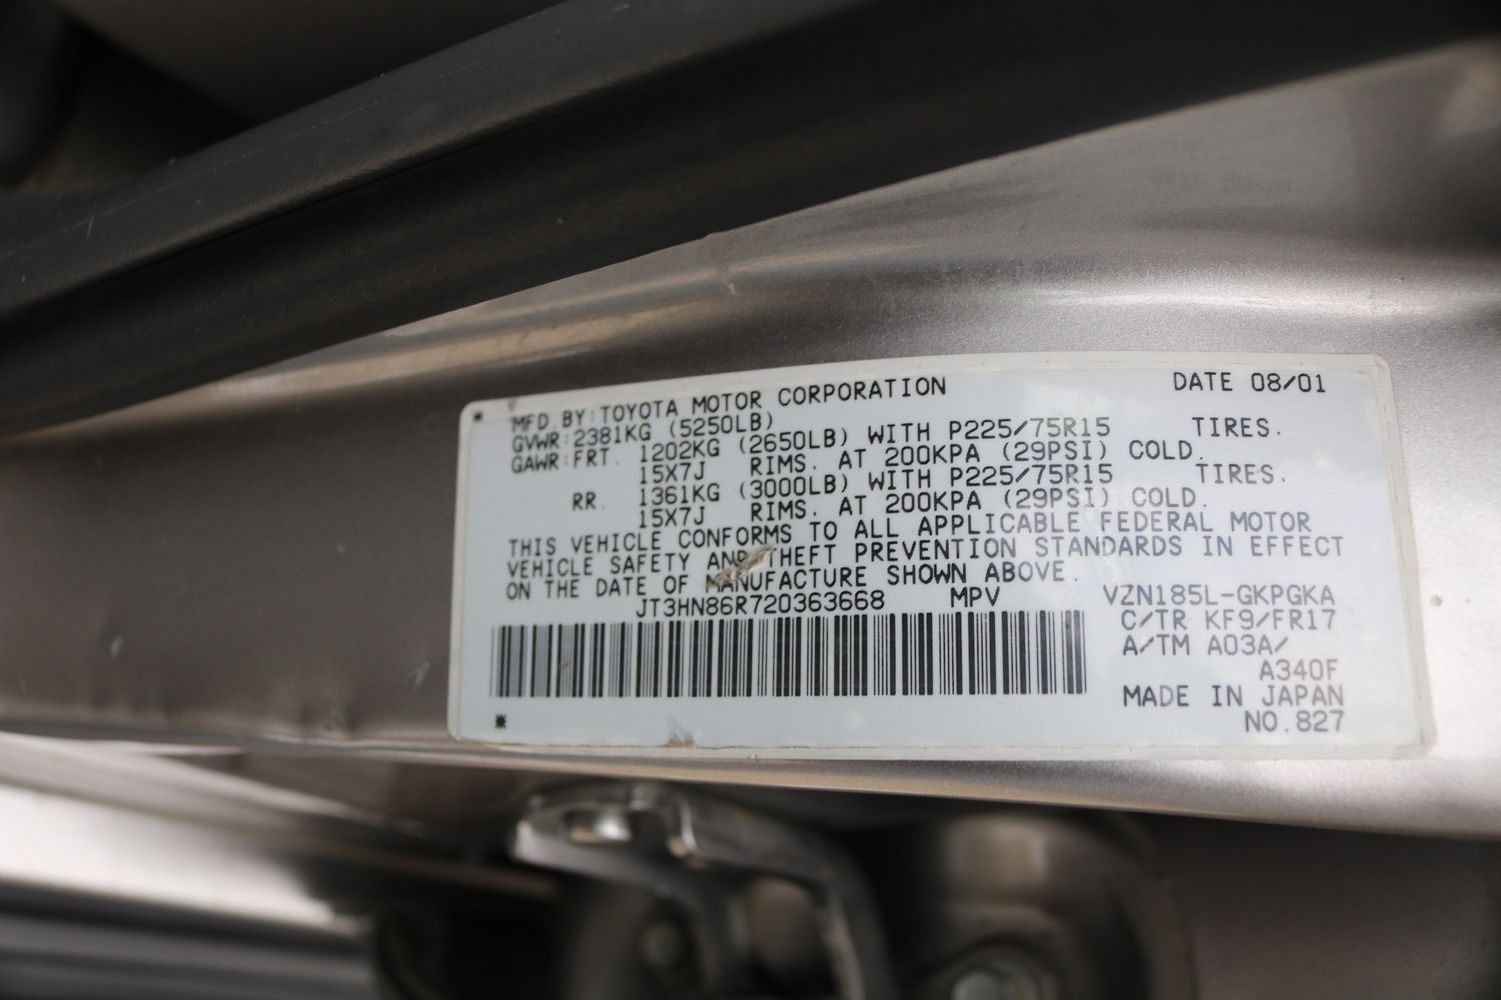 MFD. BY: TOYOTA MOTOR CORPORATION DATE 08/01
GVWR: 2381KG (5250LB)
GAWR: FRT. 1202KG (2650LB) WITH P225/75R15 TIRES.
15X7J RIMS. AT 200KPA (29PSI) COLD.
RR. 1361KG (3000LB) WITH P225/75R15 TIRES.
15X7J RIMS. AT 200KPA (29PSI) COLD.
THIS VEHICLE CONFORMS TO ALL APPLICABLE FEDERAL MOTOR
VEHICLE SAFETY AND THEFT PREVENTION STANDARDS IN EFFECT
ON THE DATE OF MANUFACTURE SHOWN ABOVE.
JT3HN86R720363668 MPV VZN185L-GKPGKA
C/TR KF9/FR17
A/TM A03A/
A340F
MADE IN JAPAN
NO.827